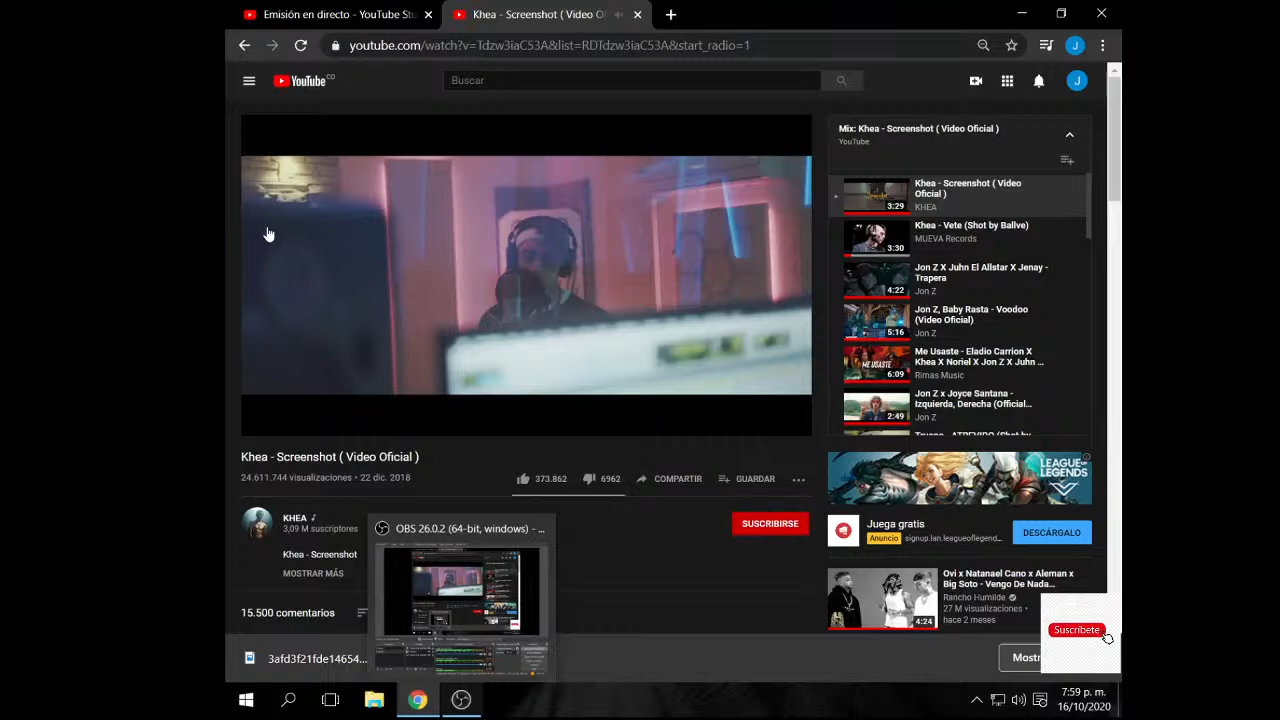 Emisión en directo - YouTube Stu
Khea - Screenshot ( Video O
youtube.com/watch?v=Tdzw3iaC53A&list=RDTdzw3iaC53A&start_radio=1
J
YouTube CO
Buscar
J
Mix: Khea - Screenshot ( Video Oficial )
YouTube
Khea - Screenshot ( Video
Oficial )
KHEA
3:29
Khea - Vete (Shot by Ballve)
MUEVA Records
3:30
Jon Z X Juhn El Allstar X Jenay -
Trapera
Jon Z
4:22
Jon Z, Baby Rasta - Voodoo
(Video Oficial)
Jon Z
5:16
Me Usaste - Eladio Carrion X
Khea X Noriel X Jon Z X Juhn ...
Rimas Music
6:09
ME USASTE
Jon Z x Joyce Santana -
Izquierda, Derecha (Official...
Jon Z
2:49
Khea - Screenshot ( Video Oficial )
24.611.744 visualizaciones • 22 dic. 2018
373.862
6962
COMPARTIR
GUARDAR
KHEA
3,09 M suscriptores
SUSCRIBIRSE
Khea - Screenshot
MOSTRAR MÁS
15.500 comentarios
OBS 26.0.2 (64-bit, windows) - ...
LEAGUE OF
LEGENDS
Juega gratis
Anuncio signup.lan.leagueoflegend...
DESCÁRGALO
Ovi x Natanael Cano x Aleman x
Big Soto - Vengo De Nada...
Rancho Humilde
27 M visualizaciones •
hace 2 meses
4:24
Suscríbete
3afd3f21fde14654...
Most
7:59 p. m.
16/10/2020